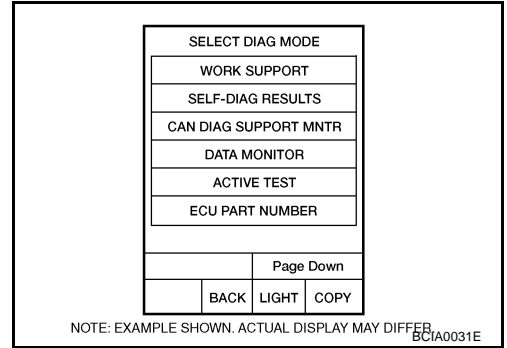 SELECT DIAG MODE
WORK SUPPORT
SELF-DIAG RESULTS
CAN DIAG SUPPORT MNTR
DATA MONITOR
ACTIVE TEST
ECU PART NUMBER
Page Down
BACK LIGHT COPY
NOTE: EXAMPLE SHOWN. ACTUAL DISPLAY MAY DIFFER.
BCIA0031E